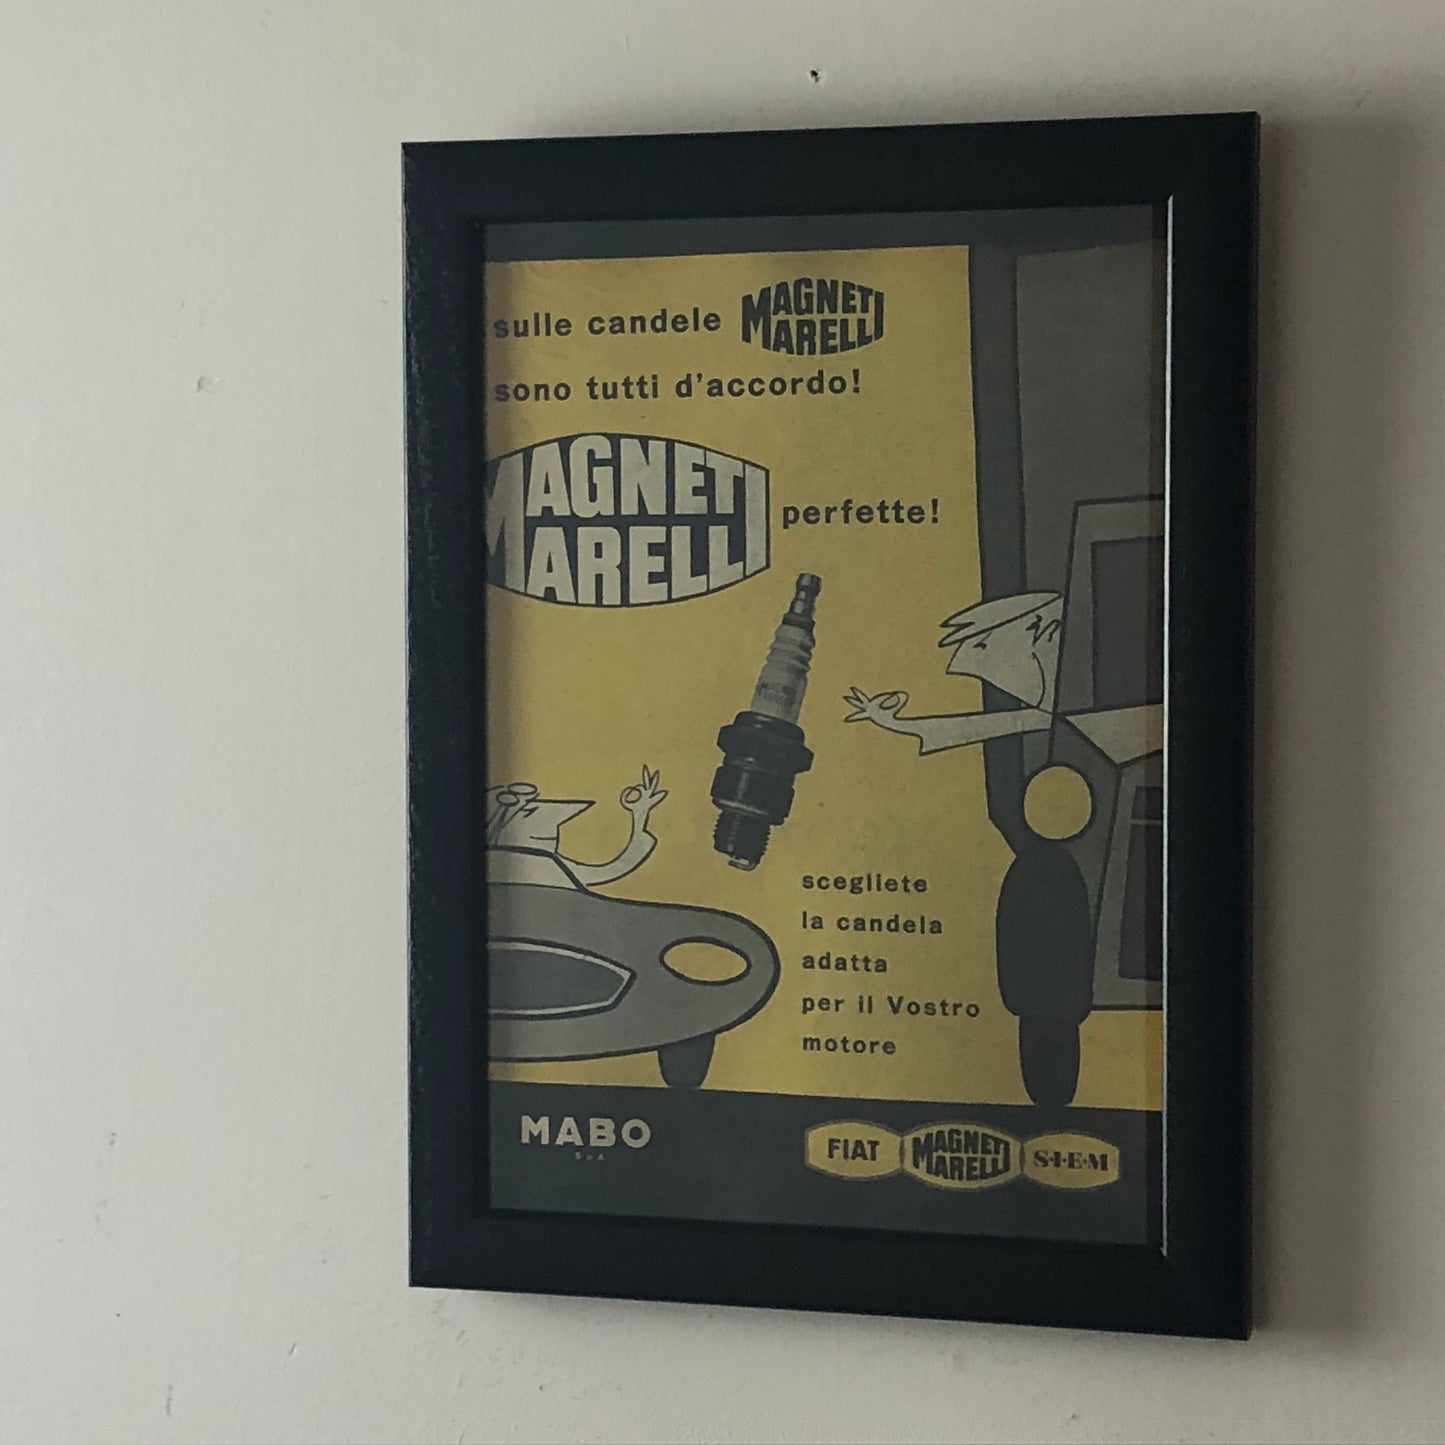 sulle candele MAGNETI MARELLI
sono tutti d'accordo!
MAGNETI MARELLI perfette!
scegliete
la candela
adatta
per il Vostro
motore
MABO
SpA
FIAT MAGNETI MARELLI S·I·E·M